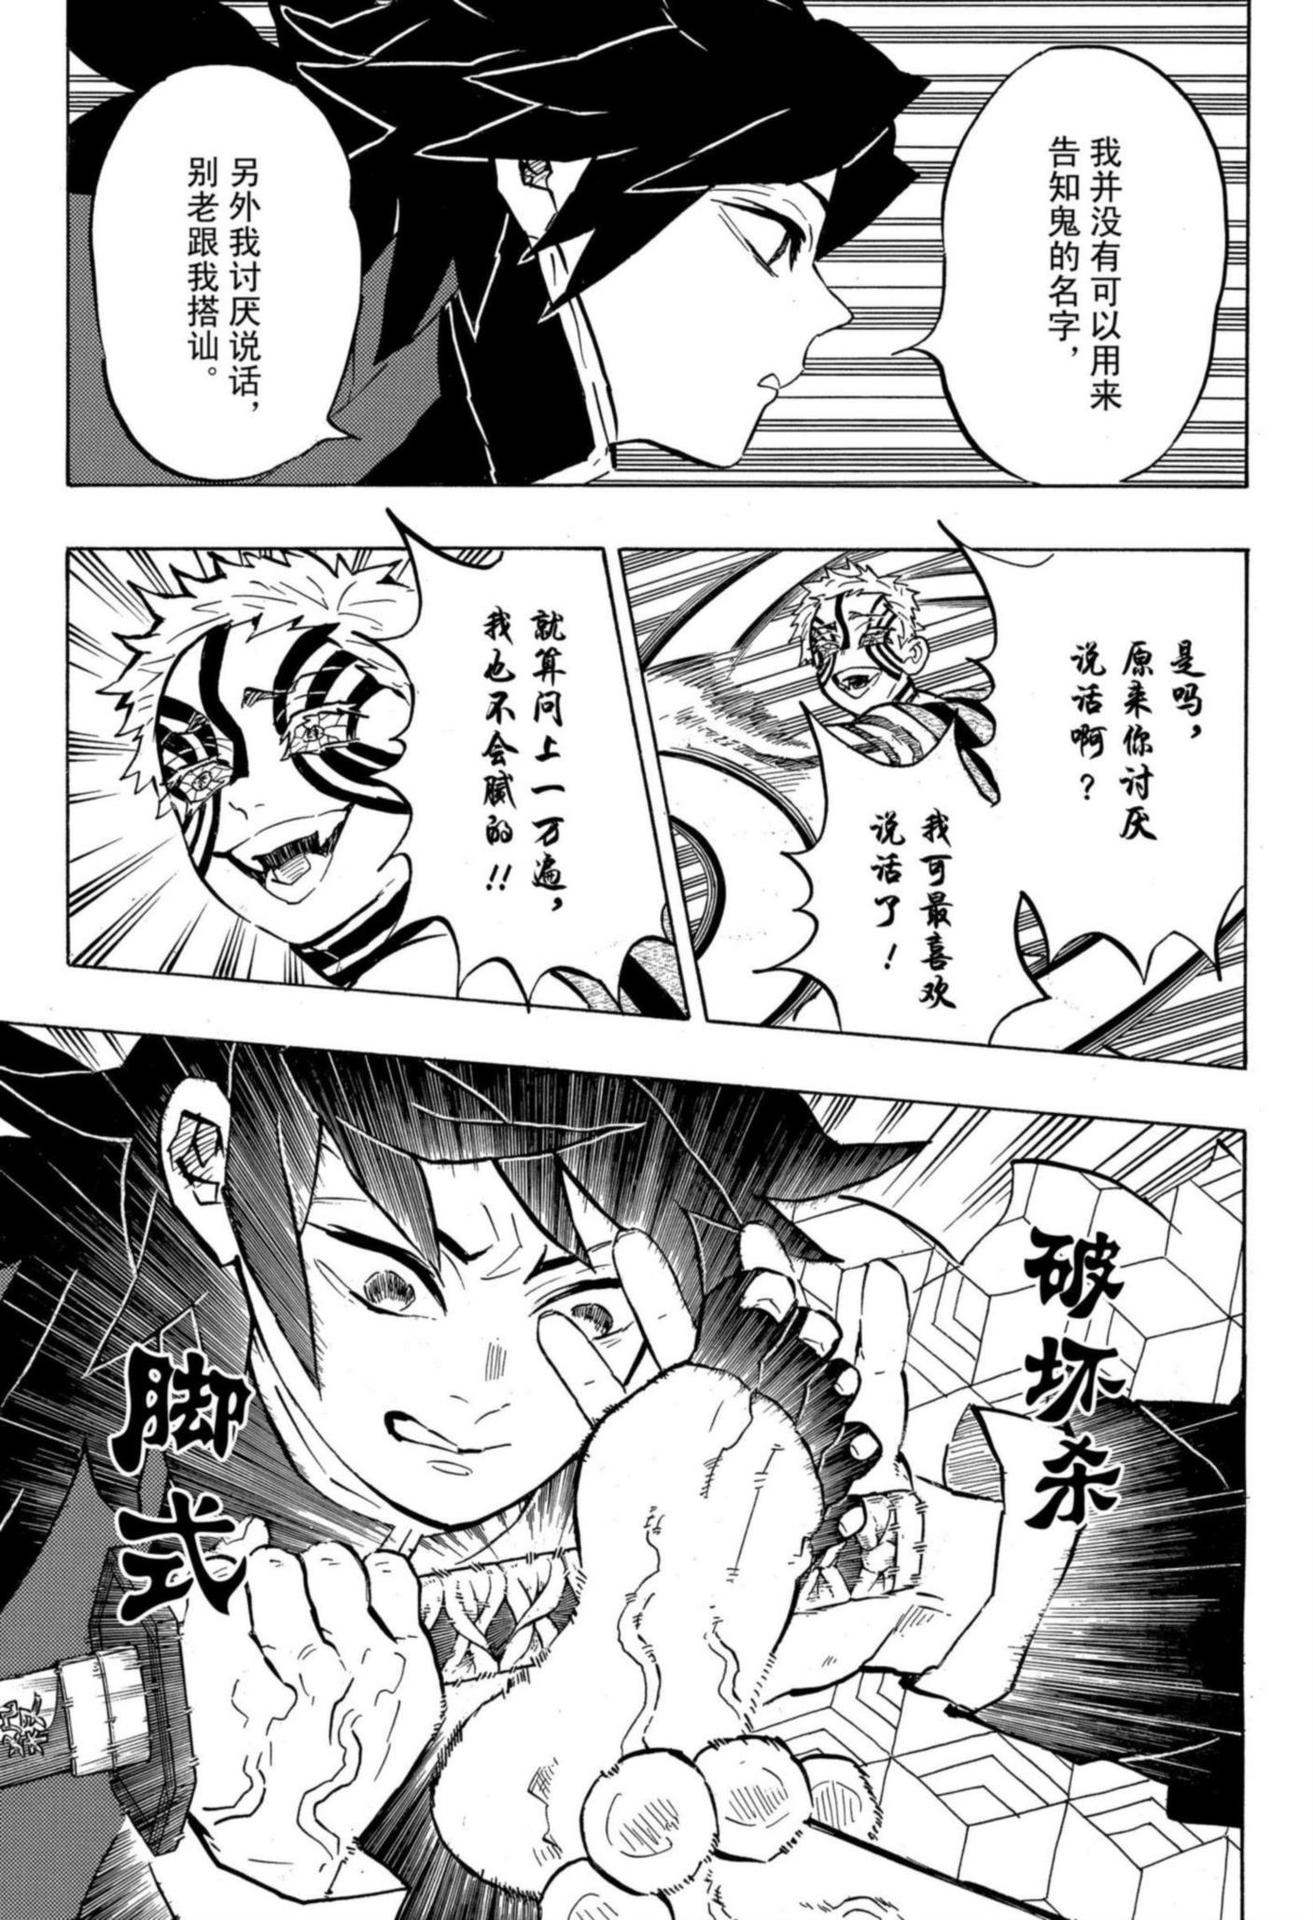 我并没有可以用来
告知鬼的名字，
另外我讨厌说话，
别老跟我搭讪。
是吗，
原来你讨厌
说话啊？
我可最喜欢
说话了！
就算问上一万遍，
我也不会腻的！！
破坏杀
脚式